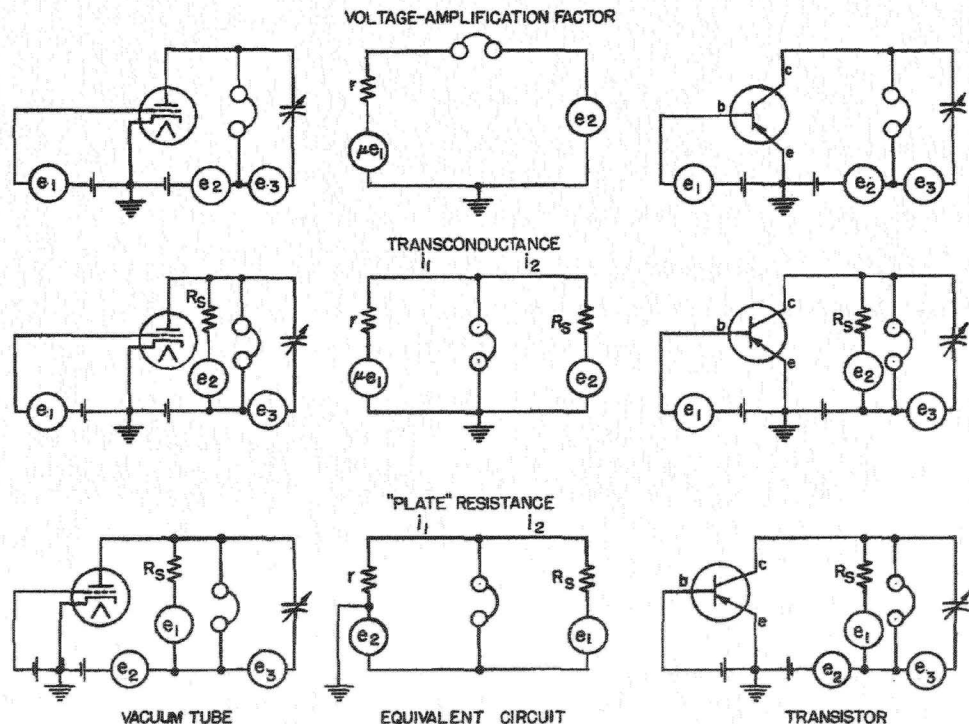 VOLTAGE-AMPLIFICATION FACTOR
r
c
b
e2
μe1
e
e1
e2
e3
e1
e2
e3
TRANSCONDUCTANCE
i1 i2
RS
c
r
RS
b
RS
e2
μe1
e2
e
e2
e1
e3
e1
e3
"PLATE" RESISTANCE
i1 i2
RS
r
RS
b
c
RS
e1
e2
e1
e
e1
e2
e3
e2
e3
VACUUM TUBE
EQUIVALENT CIRCUIT
TRANSISTOR